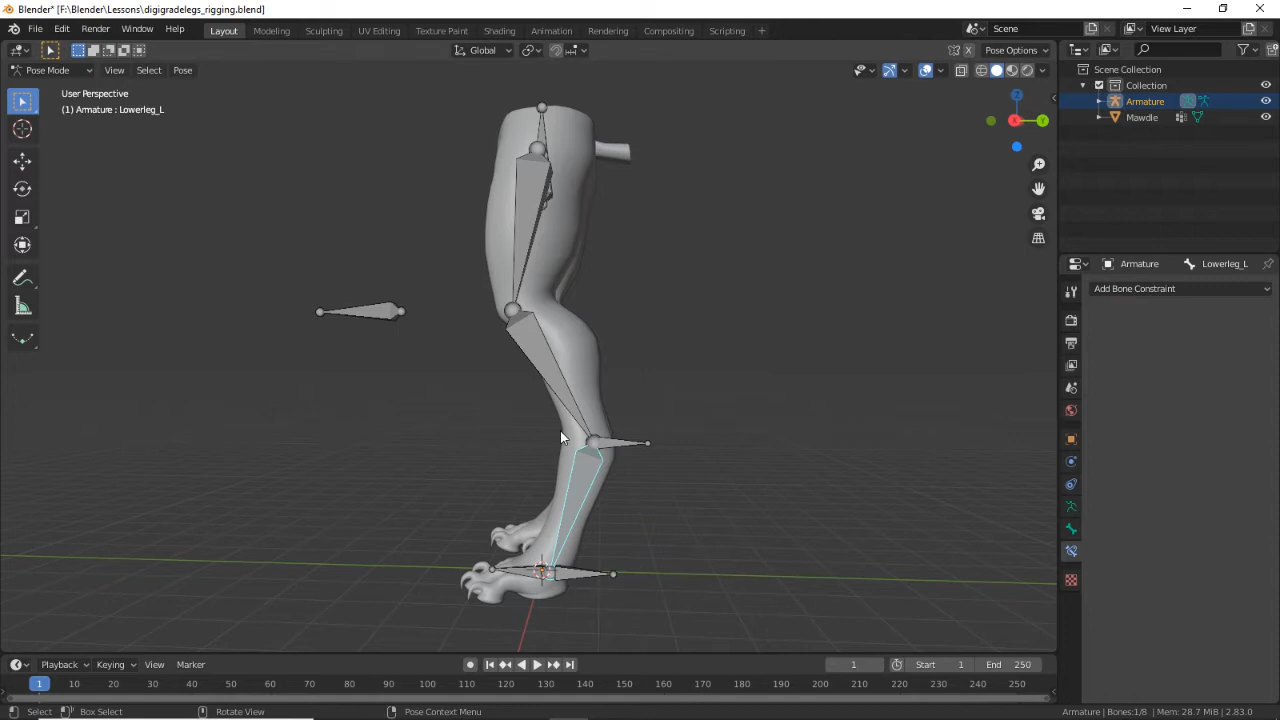 Blender* [F:\Blender\Lessons\digigradelegs_rigging.blend]
File Edit Render Window Help Layout Modeling Sculpting UV Editing Texture Paint Shading Animation Rendering Compositing Scripting + Scene View Layer
Global Pose Options
Pose Mode View Select Pose
User Perspective
(1) Armature : Lowerleg_L
Z
X
Y
Scene Collection
Collection
Armature
Mawdle
Armature Lowerleg_L
Add Bone Constraint
Playback Keying View Marker 1 Start 1 End 250
1 10 20 30 40 50 60 70 80 90 100 110 120 130 140 150 160 170 180 190 200 210 220 230 240 250
Select Box Select Rotate View Pose Context Menu Armature | Bones:1/8 | Mem: 28.7 MiB | 2.83.0